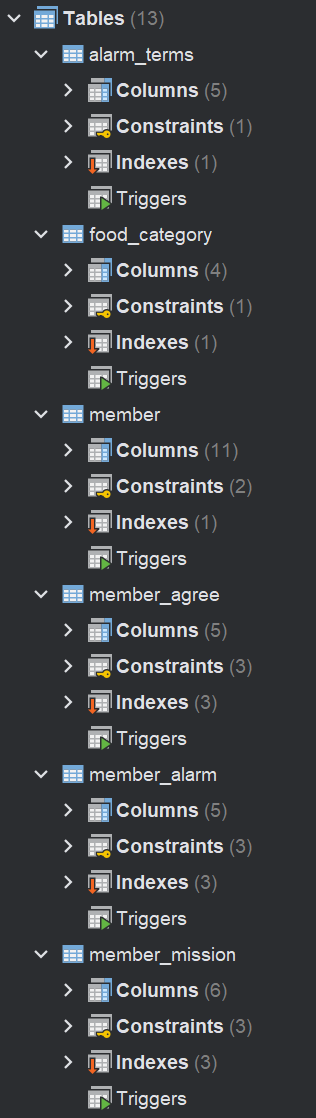 Tables (13)
alarm_terms
Columns (5)
Constraints (1)
Indexes (1)
Triggers
food_category
Columns (4)
Constraints (1)
Indexes (1)
Triggers
member
Columns (11)
Constraints (2)
Indexes (1)
Triggers
member_agree
Columns (5)
Constraints (3)
Indexes (3)
Triggers
member_alarm
Columns (5)
Constraints (3)
Indexes (3)
Triggers
member_mission
Columns (6)
Constraints (3)
Indexes (3)
Triggers